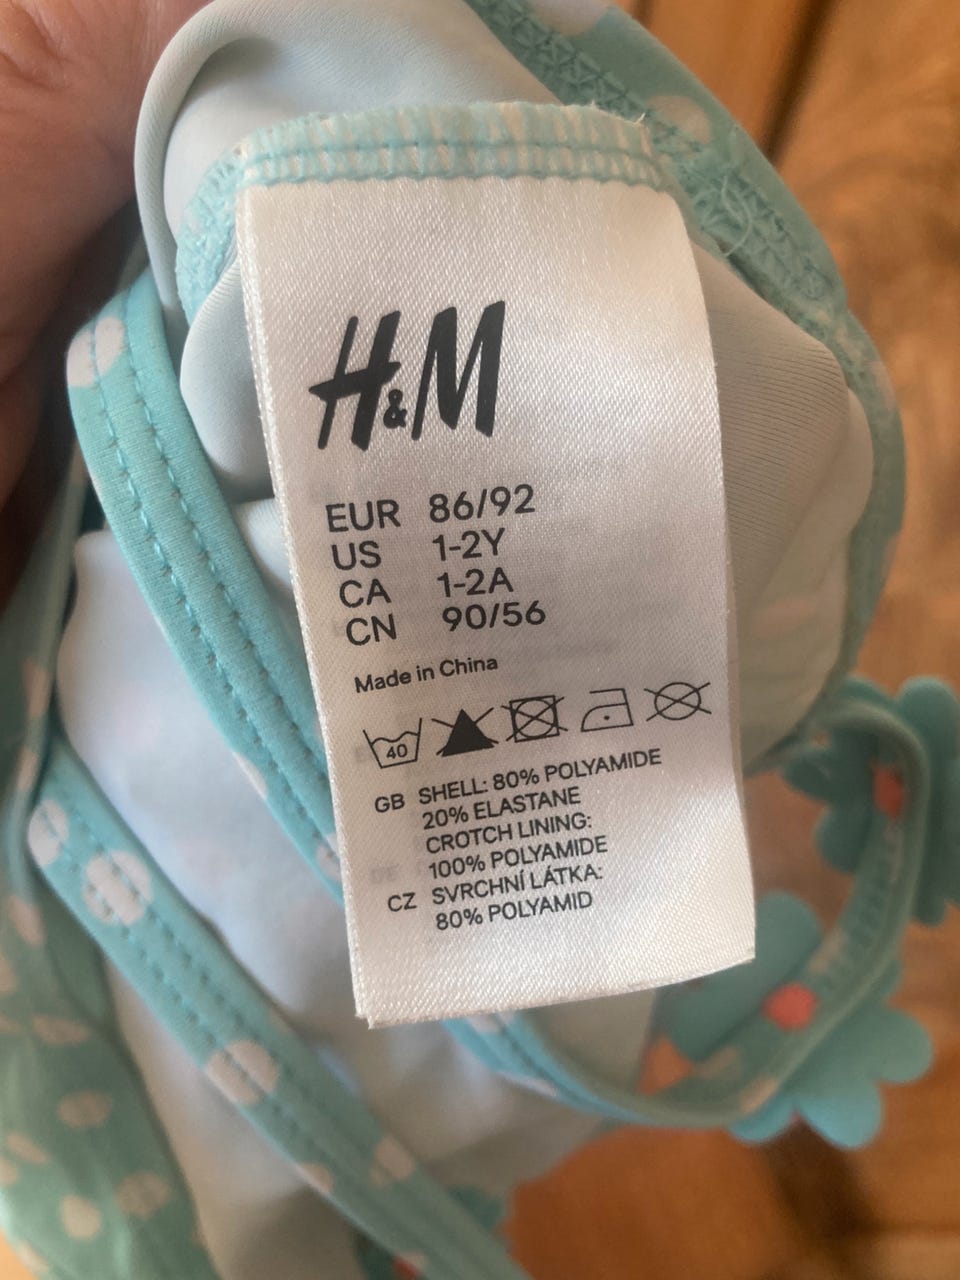 H&M
EUR 86/92
US 1-2Y
CA 1-2A
CN 90/56
Made in China
40
GB SHELL: 80% POLYAMIDE
20% ELASTANE
CROTCH LINING:
100% POLYAMIDE
CZ SVRCHNÍ LÁTKA:
80% POLYAMID